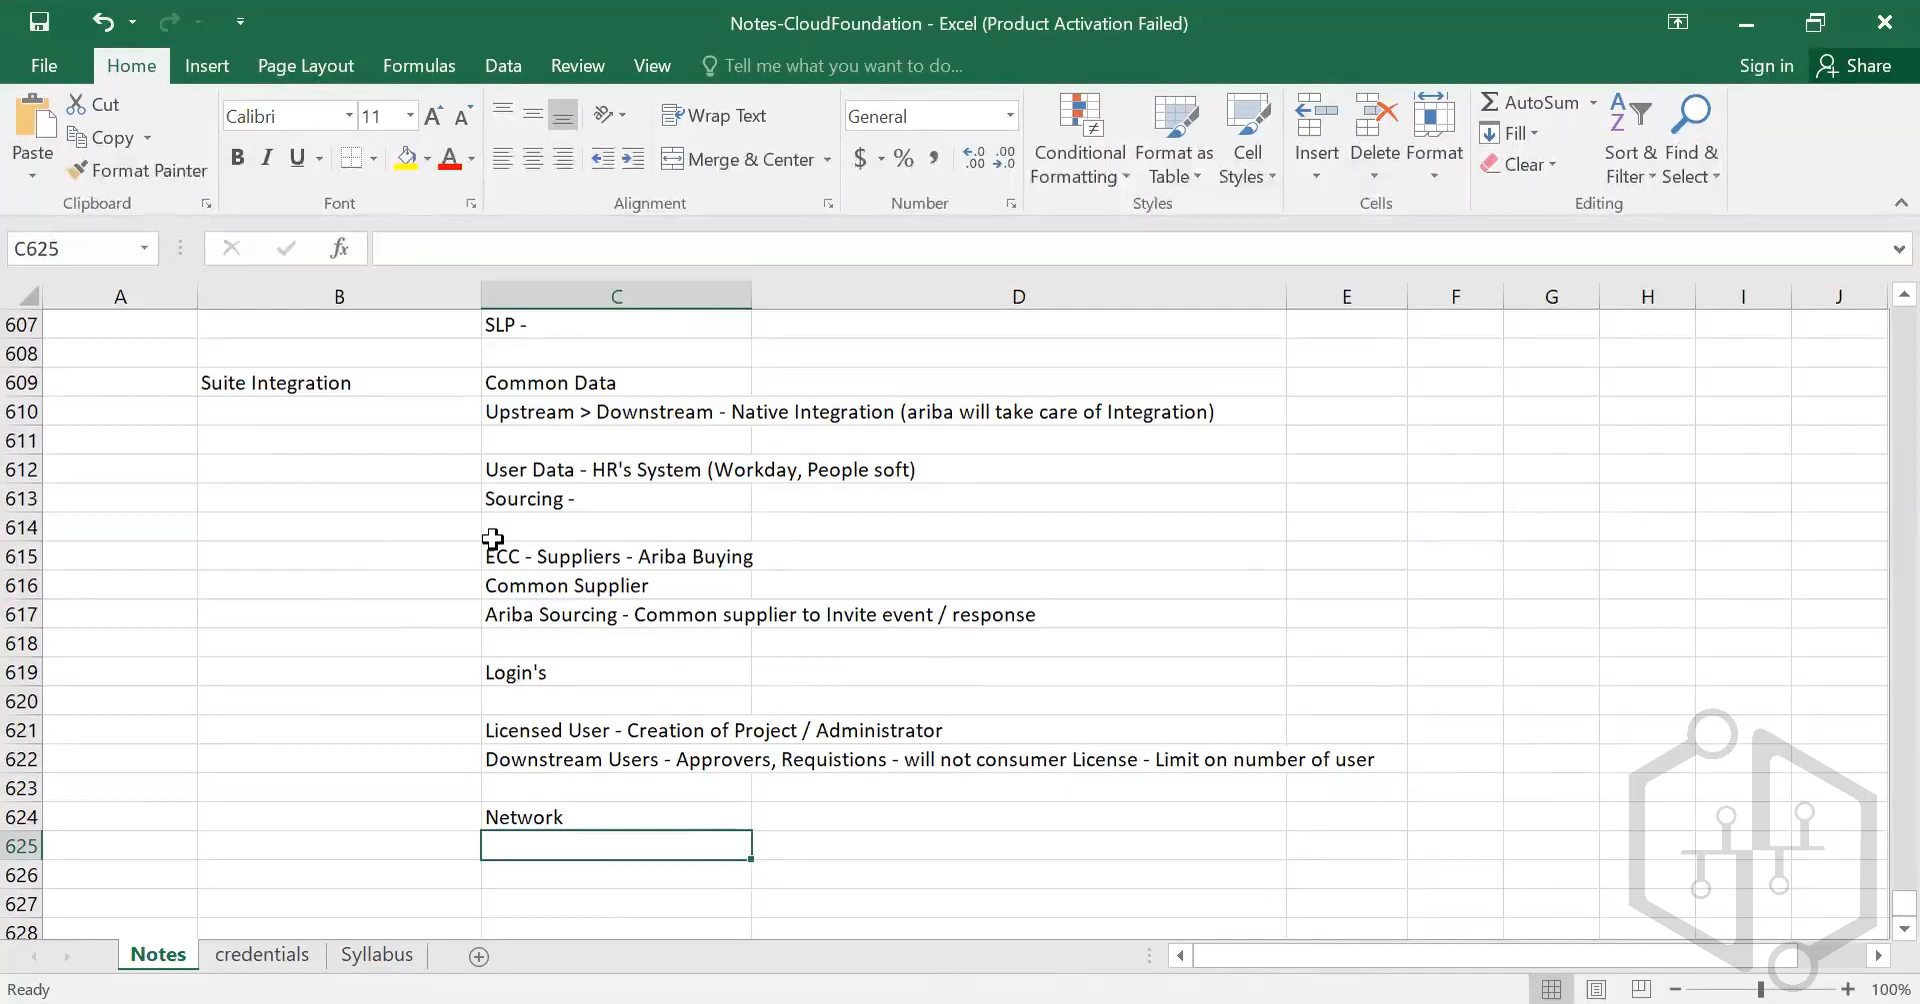 Notes-CloudFoundation - Excel (Product Activation Failed)
File Home Insert Page Layout Formulas Data Review View Tell me what you want to do... Sign in Share
Paste
Cut
Copy
Format Painter
Clipboard
Calibri 11
B I U
Font
Wrap Text
Merge & Center
Alignment
General
$ % , .00 .00
Number
Conditional Formatting
Format as Table
Cell Styles
Styles
Insert Delete Format
Cells
AutoSum
Fill
Clear
Sort & Filter
Find & Select
Editing
C625 fx
A B C D E F G H I J
607 SLP -
608
609 Suite Integration Common Data
610 Upstream > Downstream - Native Integration (ariba will take care of Integration)
611
612 User Data - HR's System (Workday, People soft)
613 Sourcing -
614
615 ECC - Suppliers - Ariba Buying
616 Common Supplier
617 Ariba Sourcing - Common supplier to Invite event / response
618
619 Login's
620
621 Licensed User - Creation of Project / Administrator
622 Downstream Users - Approvers, Requistions - will not consumer License - Limit on number of user
623
624 Network
625
626
627
628
Notes credentials Syllabus
Ready 100%